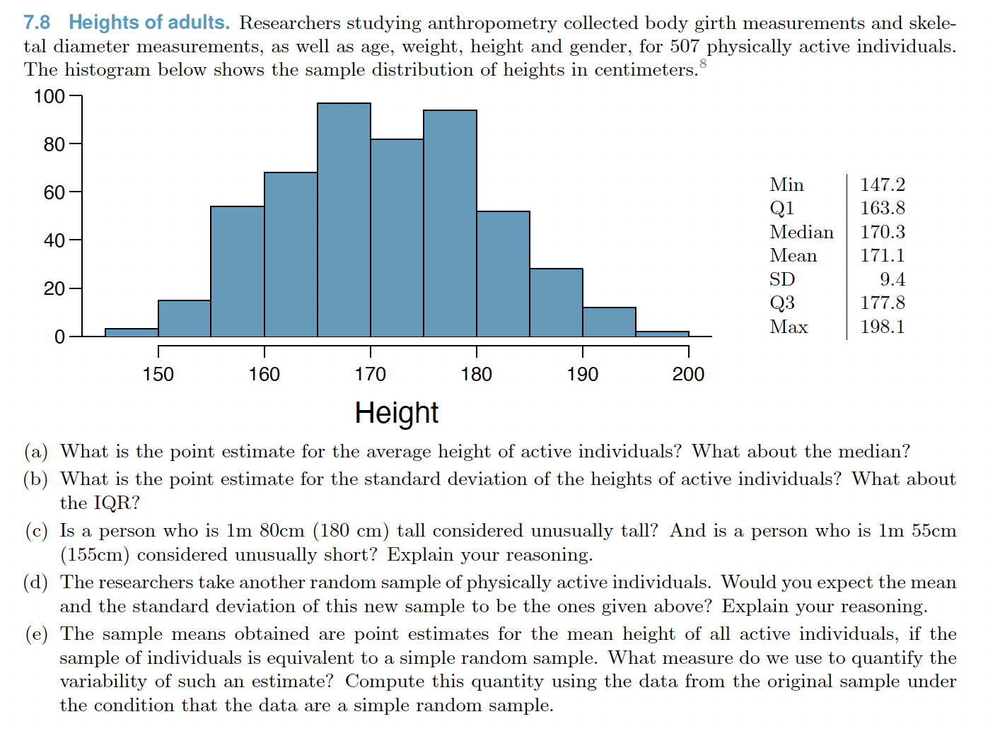 7.8 Heights of adults. Researchers studying anthropometry collected body girth measurements and skele-
tal diameter measurements, as well as age, weight, height and gender, for 507 physically active individuals.
The histogram below shows the sample distribution of heights in centimeters.8
100
80
60
40
20
0
150 160 170 180 190 200
Height
Min 147.2
Q1 163.8
Median 170.3
Mean 171.1
SD 9.4
Q3 177.8
Max 198.1
(a) What is the point estimate for the average height of active individuals? What about the median?
(b) What is the point estimate for the standard deviation of the heights of active individuals? What about
the IQR?
(c) Is a person who is 1m 80cm (180 cm) tall considered unusually tall? And is a person who is 1m 55cm
(155cm) considered unusually short? Explain your reasoning.
(d) The researchers take another random sample of physically active individuals. Would you expect the mean
and the standard deviation of this new sample to be the ones given above? Explain your reasoning.
(e) The sample means obtained are point estimates for the mean height of all active individuals, if the
sample of individuals is equivalent to a simple random sample. What measure do we use to quantify the
variability of such an estimate? Compute this quantity using the data from the original sample under
the condition that the data are a simple random sample.